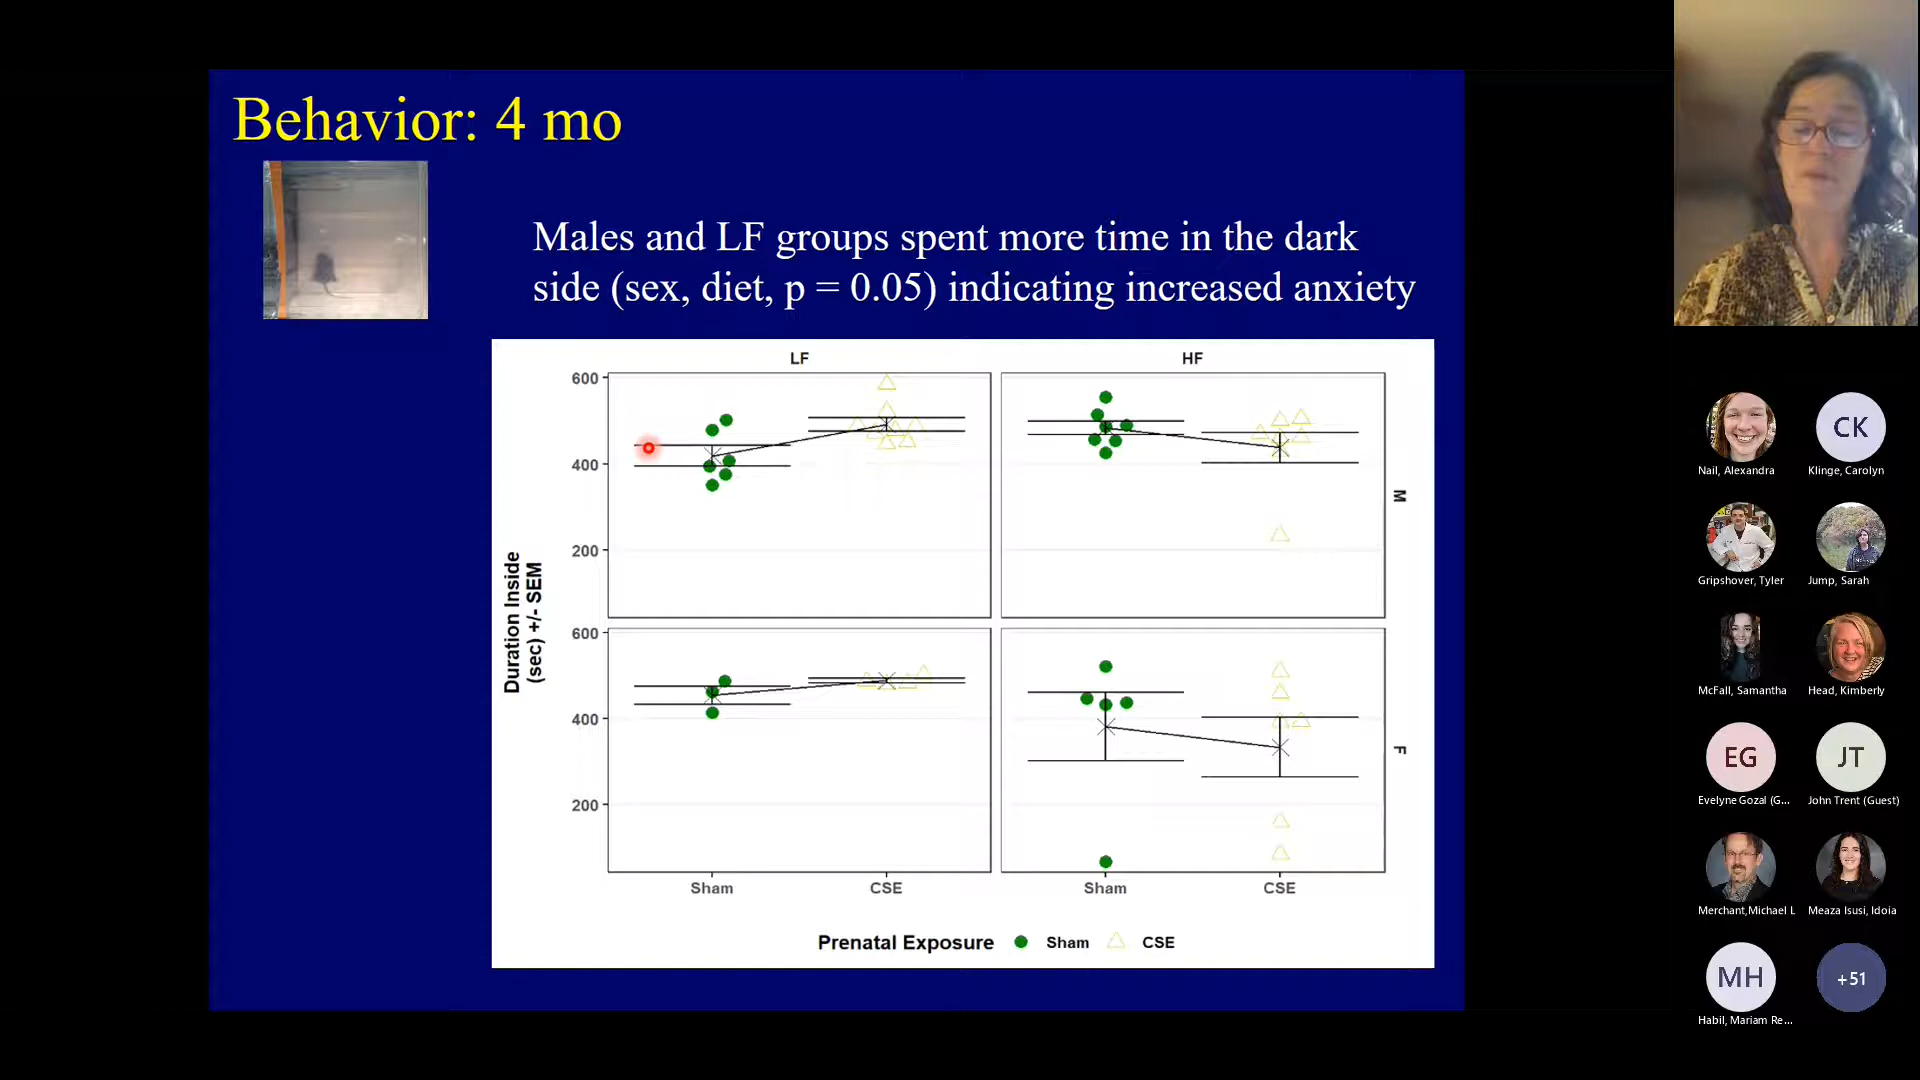 Behavior: 4 mo
Males and LF groups spent more time in the dark
side (sex, diet, p = 0.05) indicating increased anxiety
LF
HF
600
400
200
M
Duration Inside
(sec) +/- SEM
600
400
200
F
Sham
CSE
Sham
CSE
Prenatal Exposure
Sham
CSE
CK
Nail, Alexandra
Klinge, Carolyn
Gripshover, Tyler
Jump, Sarah
McFall, Samantha
Head, Kimberly
EG
JT
Evelyne Gozal (G...
John Trent (Guest)
Merchant,Michael L
Meaza Isusi, Idoia
MH
+51
Habil, Mariam Re...